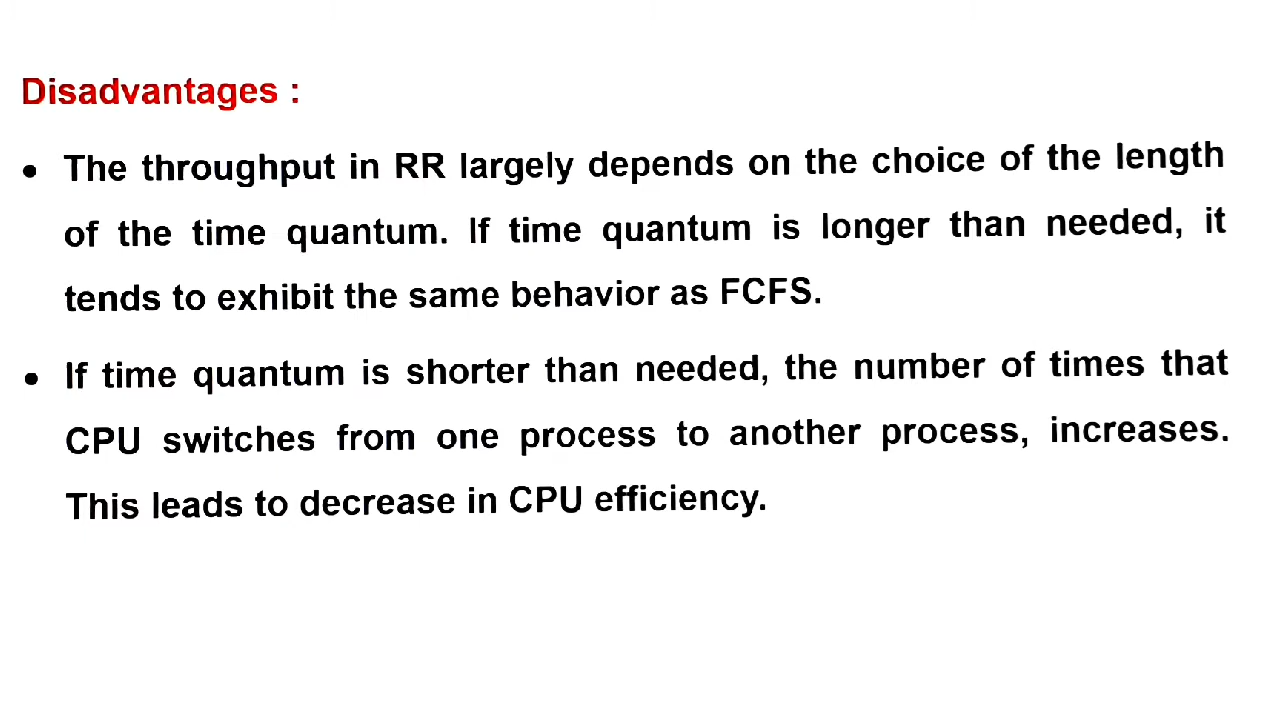 Disadvantages :
• The throughput in RR largely depends on the choice of the length
of the time quantum. If time quantum is longer than needed, it
tends to exhibit the same behavior as FCFS.
• If time quantum is shorter than needed, the number of times that
CPU switches from one process to another process, increases.
This leads to decrease in CPU efficiency.